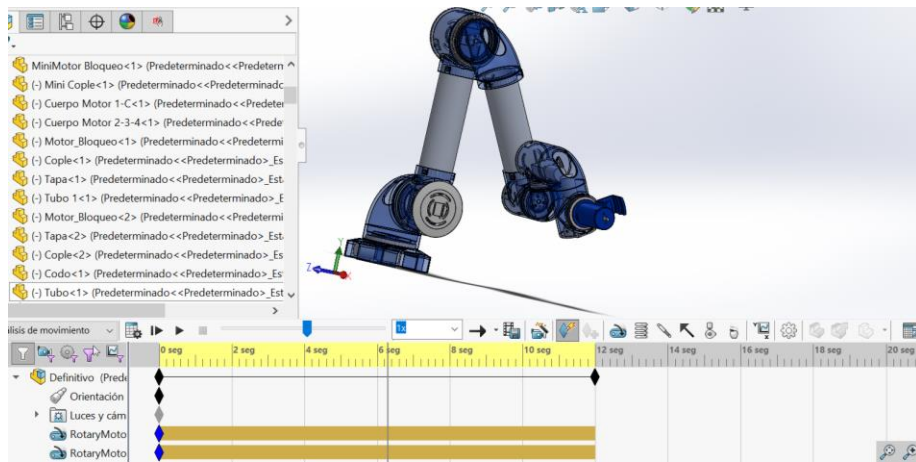 MiniMotor Bloqueo<1> (Predeterminado<<Predetern
(-) Mini Cople<1> (Predeterminado<<Predeterminadc
(-) Cuerpo Motor 1-C<1> (Predeterminado<<Predeter
(-) Cuerpo Motor 2-3-4<1> (Predeterminado<<Prede
(-) Motor_Bloqueo<1> (Predeterminado<<Predetermi
(-) Cople<1> (Predeterminado<<Predeterminado>_Es
(-) Tapa<1> (Predeterminado<<Predeterminado>_Est
(-) Tubo 1<1> (Predeterminado<<Predeterminado>_E
(-) Motor_Bloqueo<2> (Predeterminado<<Predetermi
(-) Tapa<2> (Predeterminado<<Predeterminado>_Est
(-) Cople<2> (Predeterminado<<Predeterminado>_Es
(-) Codo<1> (Predeterminado<<Predeterminado>_Es
(-) Tubo<1> (Predeterminado<<Predeterminado>_Est
Y
Z
X
álisis de movimiento 1x
0 seg 2 seg 4 seg 6 seg 8 seg 10 seg 12 seg 14 seg 16 seg 18 seg 20 seg
Definitivo (Prede
Orientación
Luces y cám
RotaryMoto
RotaryMoto